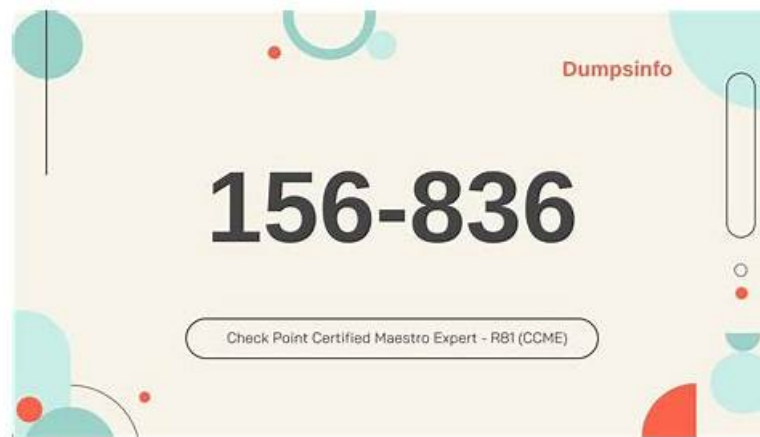 Dumpsinfo
156-836
Check Point Certified Maestro Expert - R81 (CCME)